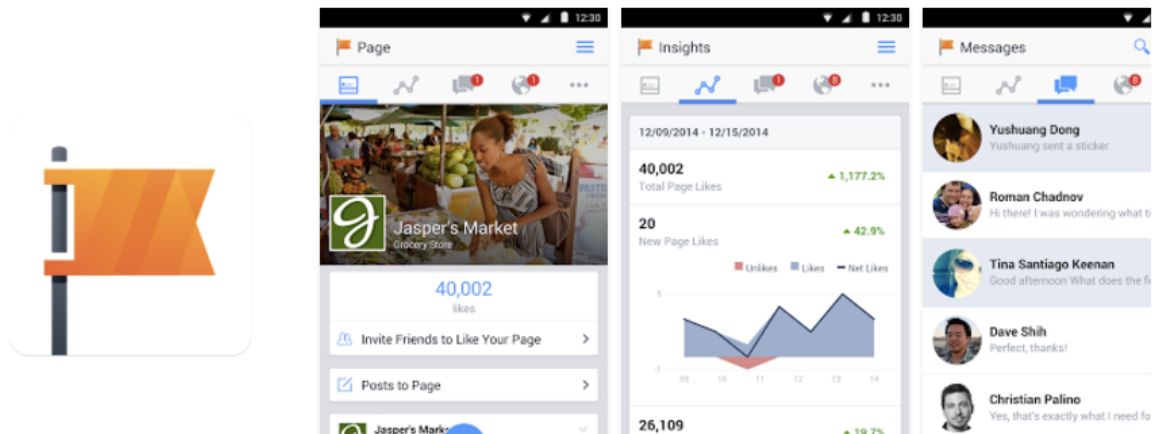 12:30
Page
1
1
Jasper's Market
Grocery Store
40,002
likes
Invite Friends to Like Your Page
Posts to Page
12:30
Insights
1
8
12/09/2014 - 12/15/2014
40,002
1,177.2%
Total Page Likes
20
42.9%
New Page Likes
Unlikes Likes Net Likes
5
-1
09 10 11 12 13 14
26,109
19.7%
Messages
8
Yushuang Dong
Yushuang sent a sticker.
Roman Chadnov
Hi there! I was wondering what
Tina Santiago Keenan
Good afternoon What does the
Dave Shih
Perfect, thanks!
Christian Palino
Yes, that's exactly what I need